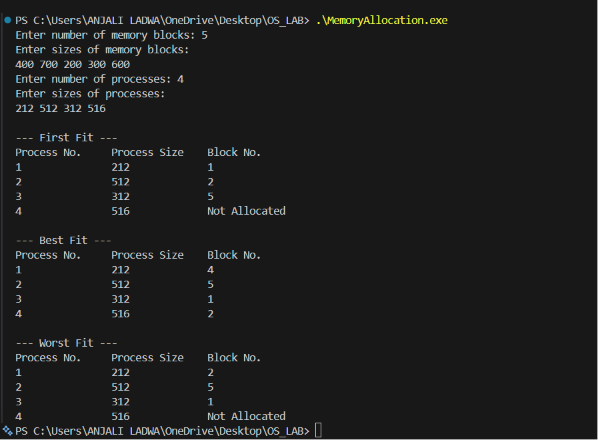 PS C:\Users\ANJALI LADWA\OneDrive\Desktop\OS_LAB> .\MemoryAllocation.exe
Enter number of memory blocks: 5
Enter sizes of memory blocks:
400 700 200 300 600
Enter number of processes: 4
Enter sizes of processes:
212 512 312 516
--- First Fit ---
Process No. Process Size Block No.
1 212 1
2 512 2
3 312 5
4 516 Not Allocated
--- Best Fit ---
Process No. Process Size Block No.
1 212 4
2 512 5
3 312 1
4 516 2
--- Worst Fit ---
Process No. Process Size Block No.
1 212 2
2 512 5
3 312 1
4 516 Not Allocated
PS C:\Users\ANJALI LADWA\OneDrive\Desktop\OS_LAB>